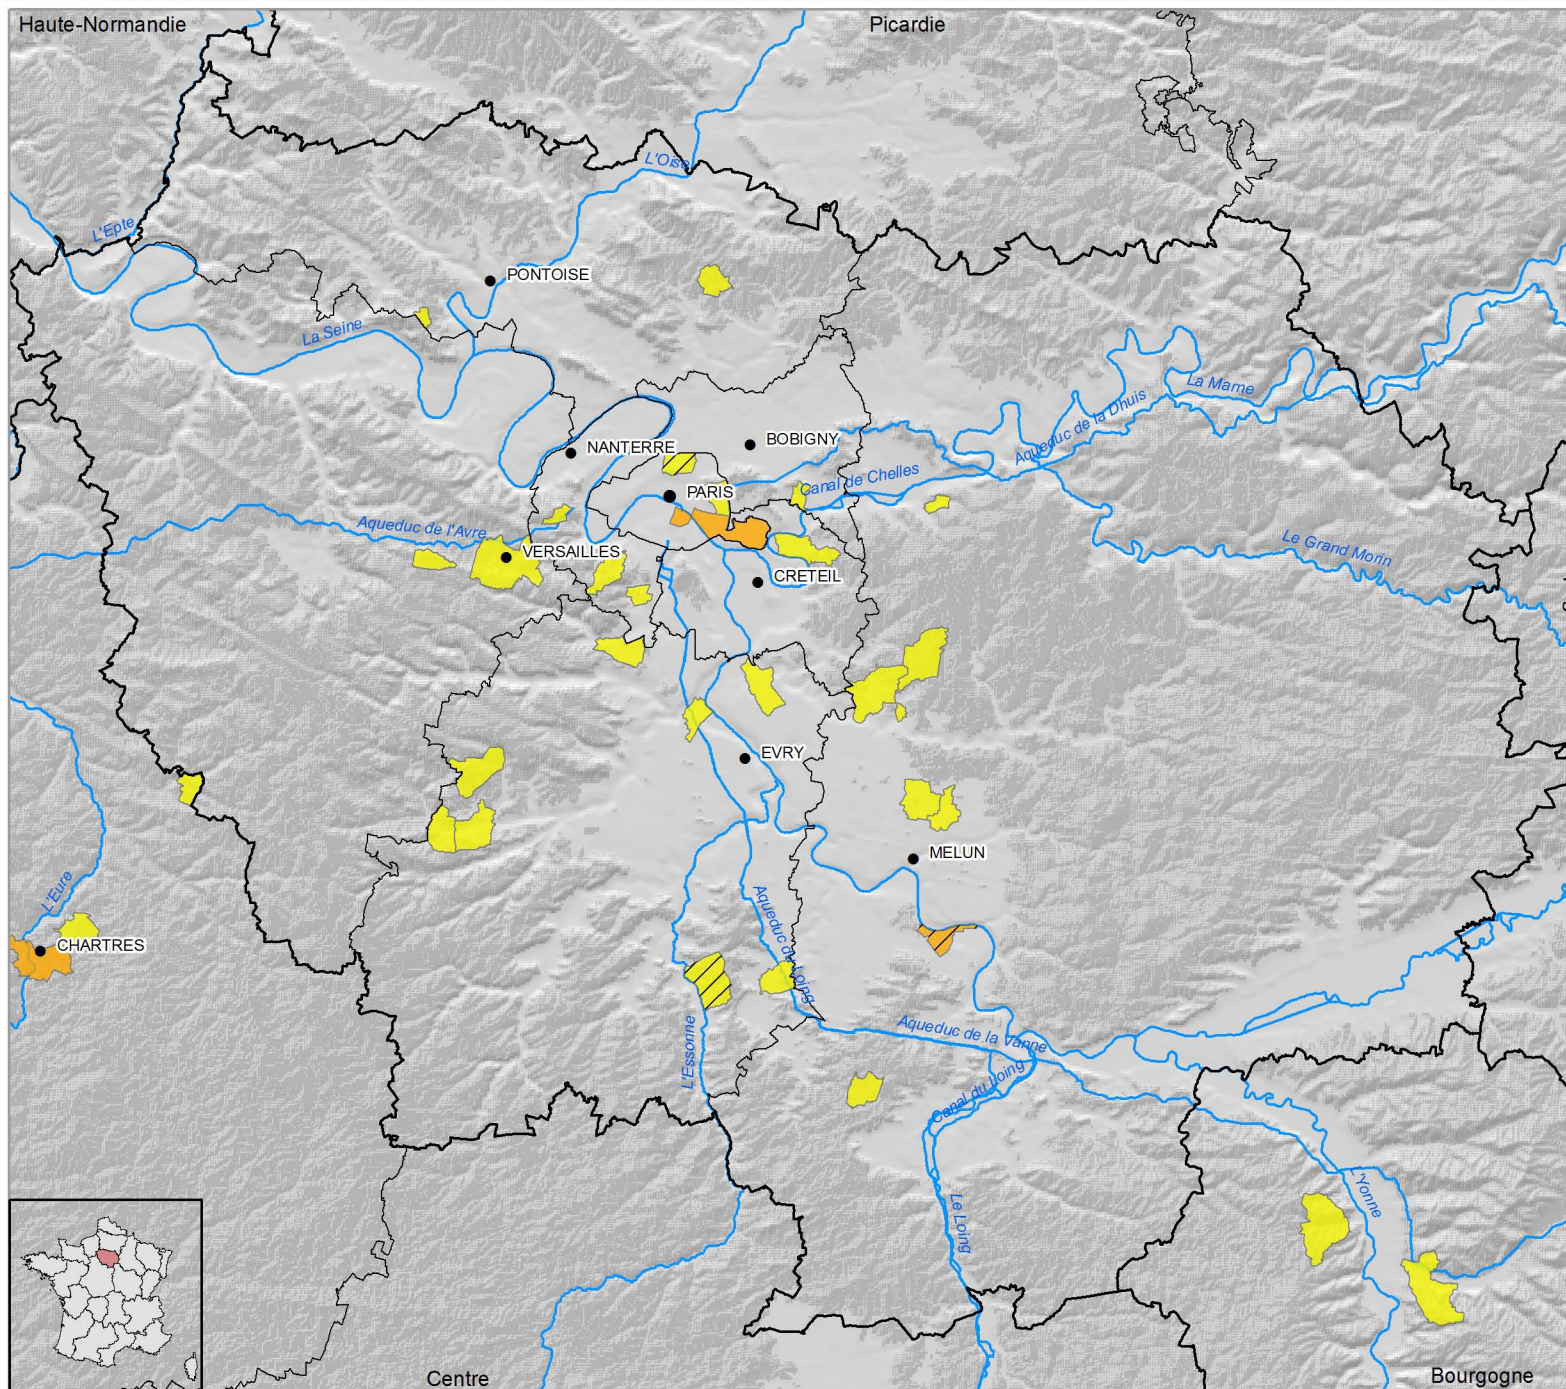 Haute-Normandie
Picardie
L'Oise
L'Epte
PONTOISE
La Seine
La Marne
Aqueduc de la Dhuis
NANTERRE
BOBIGNY
PARIS
Canal de Chelles
Aqueduc de l'Avre
VERSAILLES
Le Grand Morin
CRETEIL
EVRY
MELUN
L'Eure
Aqueduc du Loing
CHARTRES
Aqueduc de la Vanne
L'Essonne
Canal du Loing
L'Yonne
Le Loing
Centre
Bourgogne